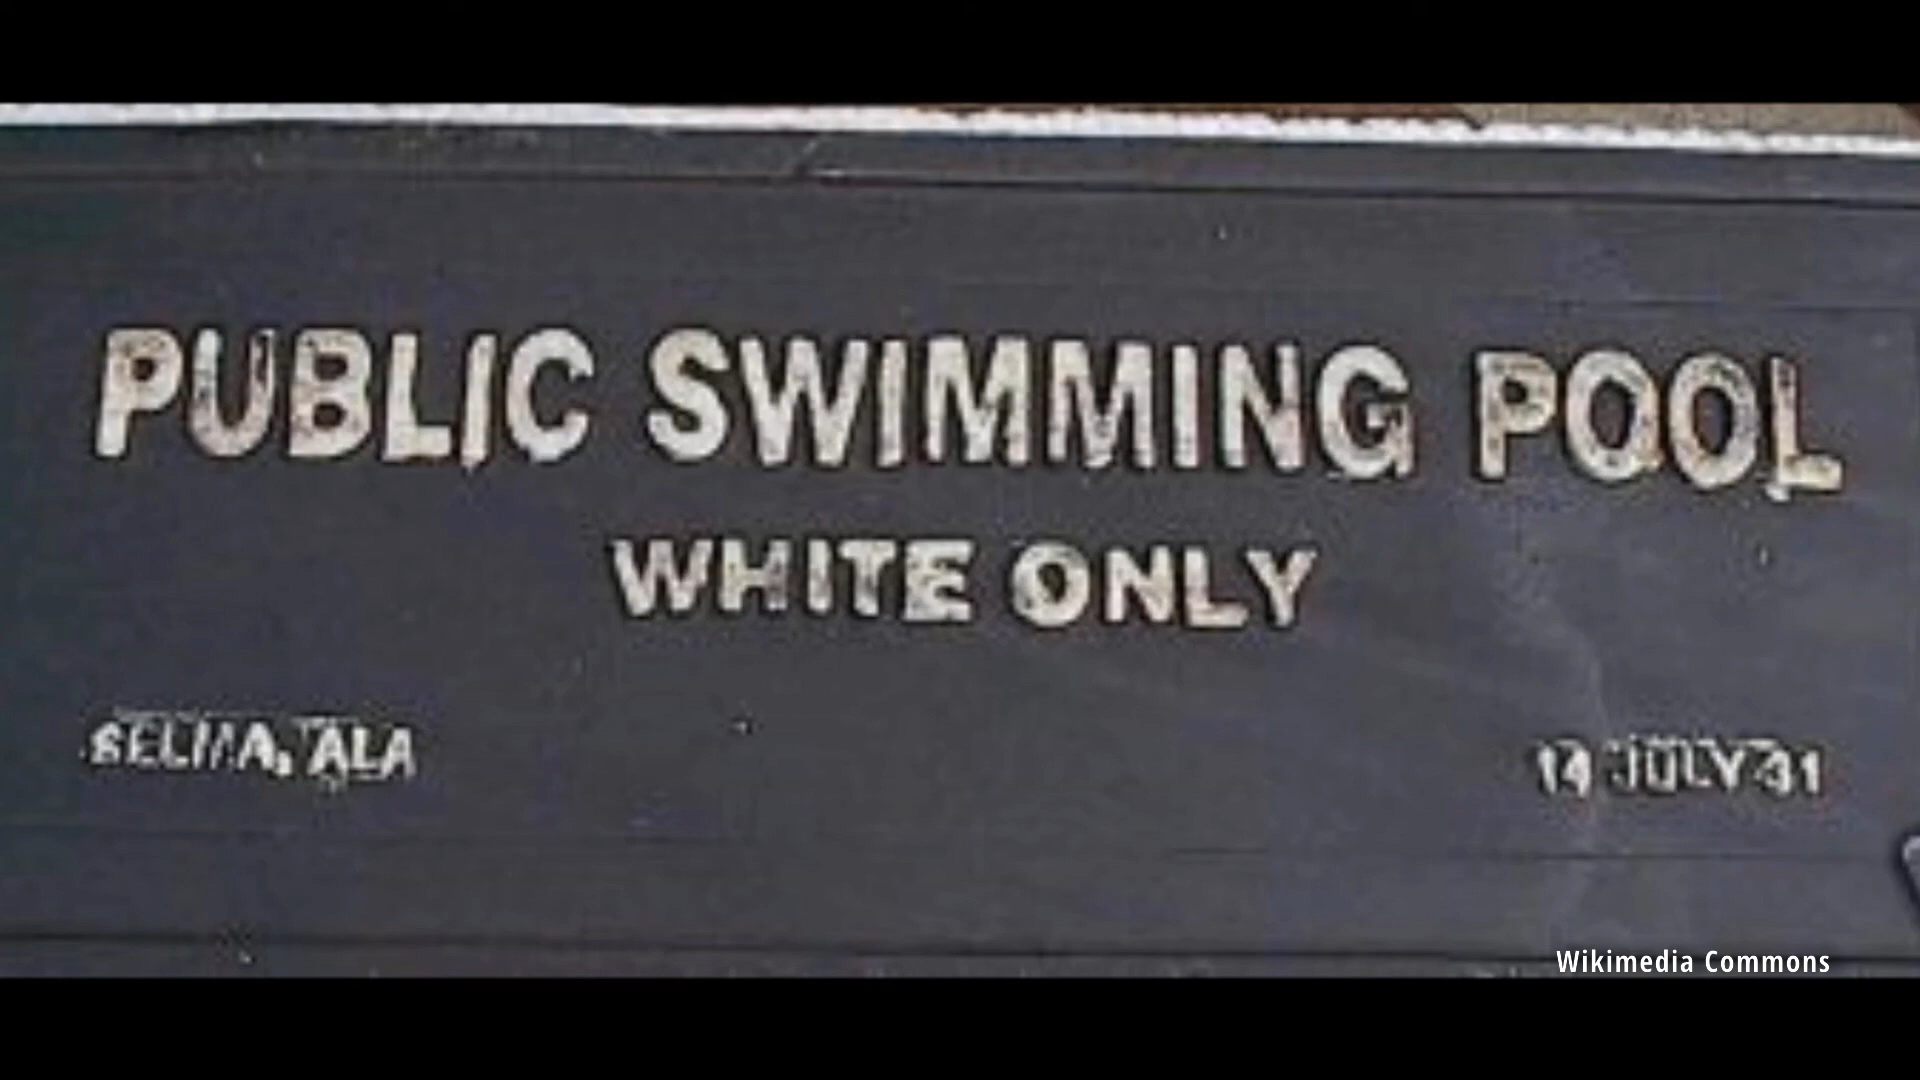 PUBLIC SWIMMING POOL
WHITE ONLY
SELMA, ALA
14 JULY 31
Wikimedia Commons